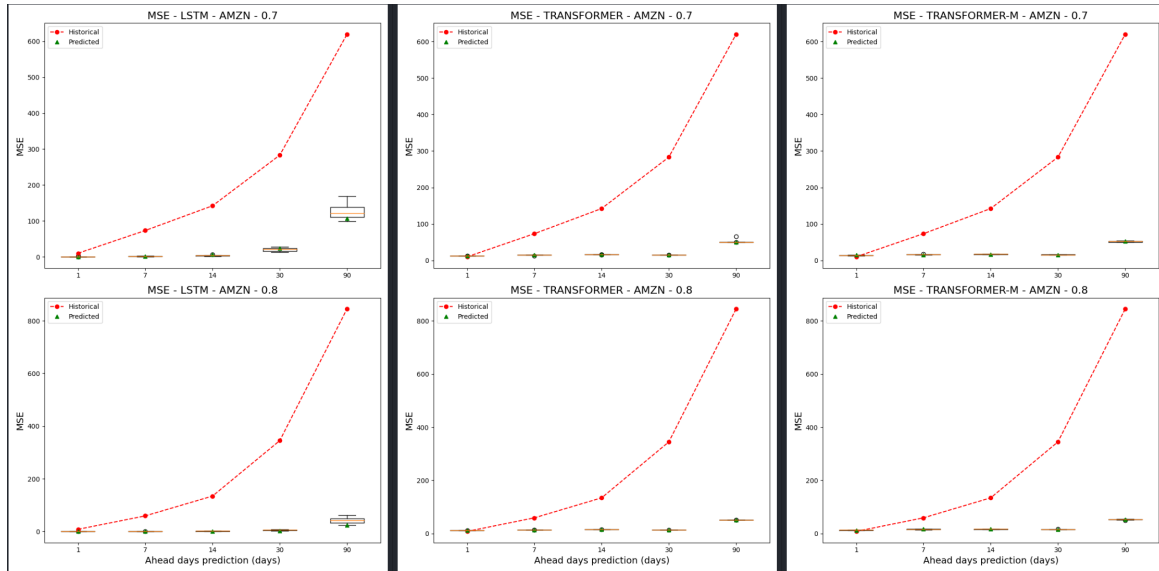 MSE - LSTM - AMZN - 0.7
Historical
Predicted
MSE
600
500
400
300
200
100
0
1 7 14 30 90
MSE - TRANSFORMER - AMZN - 0.7
Historical
Predicted
MSE
600
500
400
300
200
100
0
1 7 14 30 90
MSE - TRANSFORMER-M - AMZN - 0.7
Historical
Predicted
MSE
600
500
400
300
200
100
0
1 7 14 30 90
MSE - LSTM - AMZN - 0.8
Historical
Predicted
MSE
800
600
400
200
0
1 7 14 30 90
Ahead days prediction (days)
MSE - TRANSFORMER - AMZN - 0.8
Historical
Predicted
MSE
800
600
400
200
0
1 7 14 30 90
Ahead days prediction (days)
MSE - TRANSFORMER-M - AMZN - 0.8
Historical
Predicted
MSE
800
600
400
200
0
1 7 14 30 90
Ahead days prediction (days)